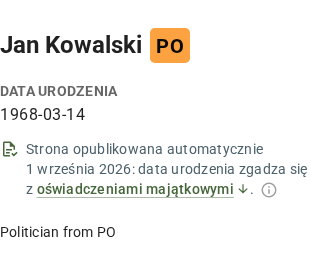 Jan Kowalski PO
DATA URODZENIA
1968-03-14
Strona opublikowana automatycznie
1 września 2026: data urodzenia zgadza się
z oświadczeniami majątkowymi ↓.
Politician from PO